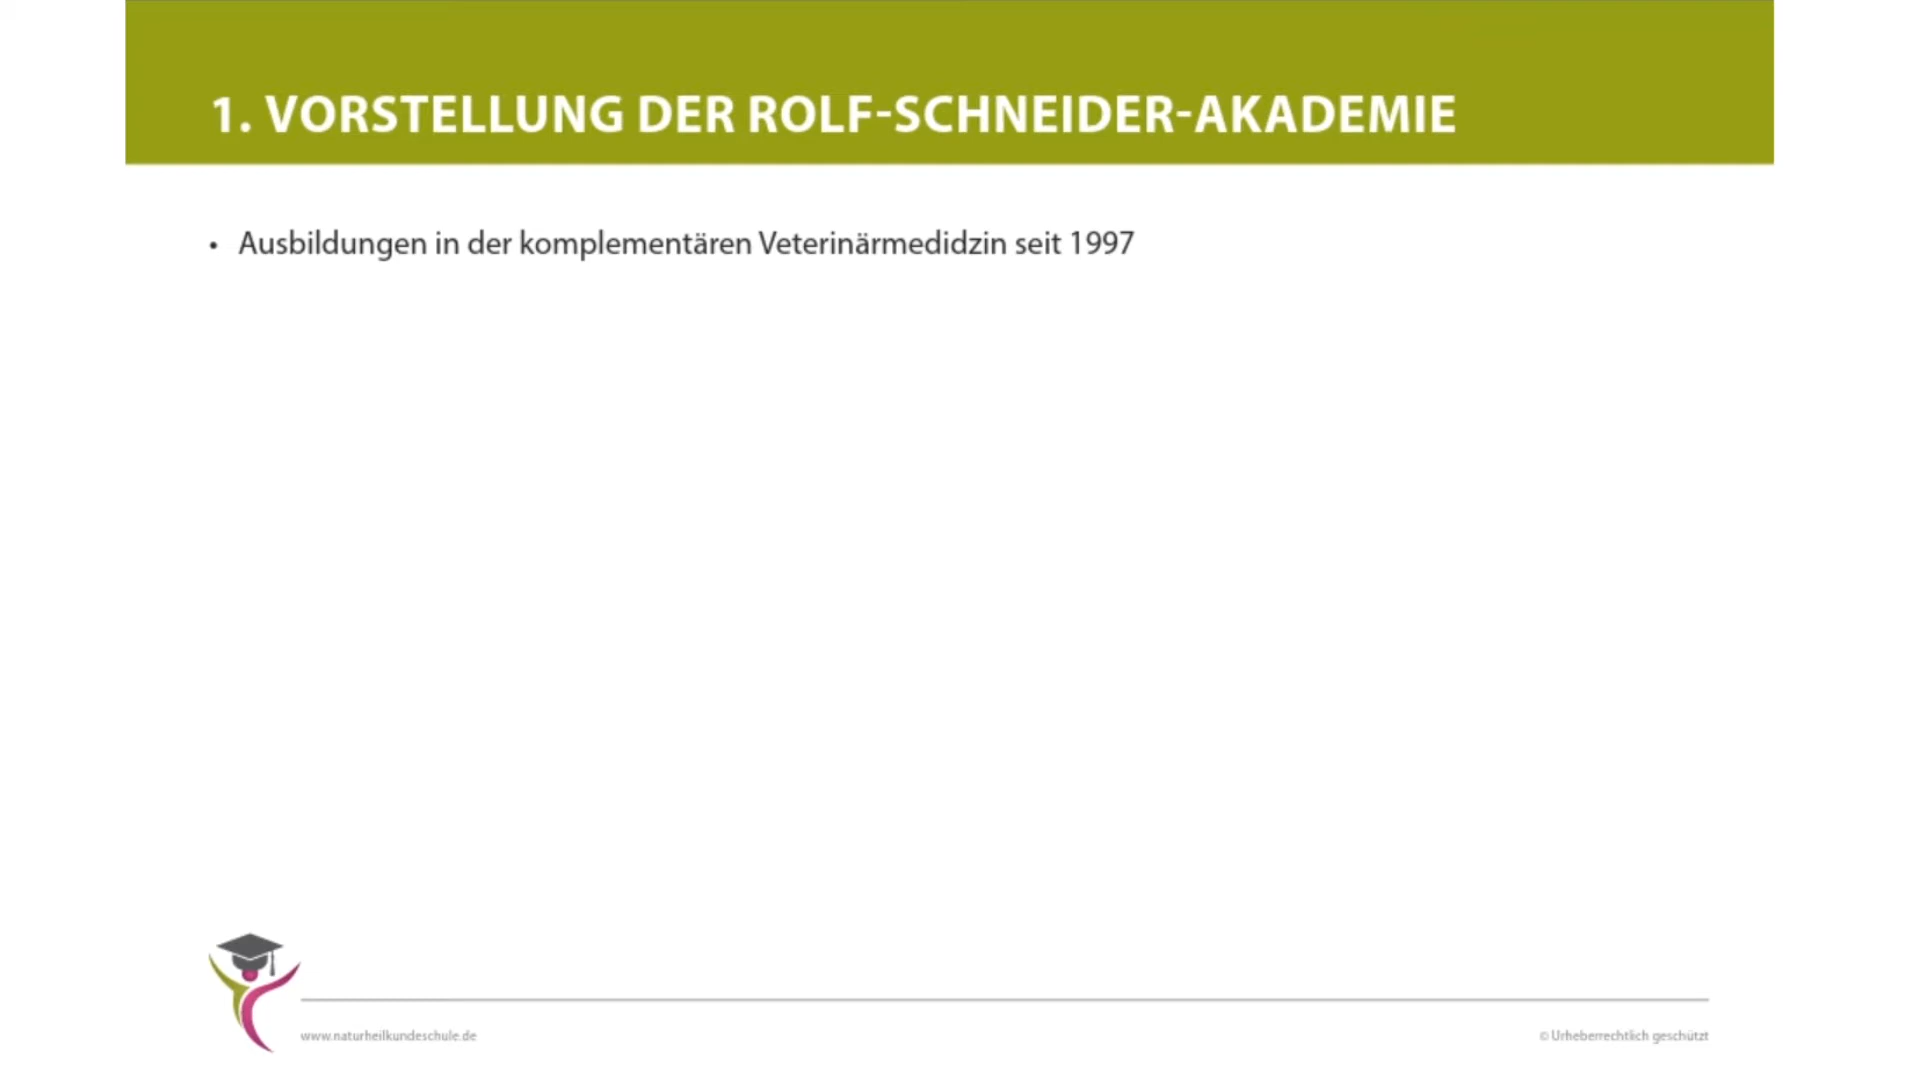 1. VORSTELLUNG DER ROLF-SCHNEIDER-AKADEMIE
• Ausbildungen in der komplementären Veterinärmedidzin seit 1997
www.naturheilkundeschule.de
© Urheberrechtlich geschützt